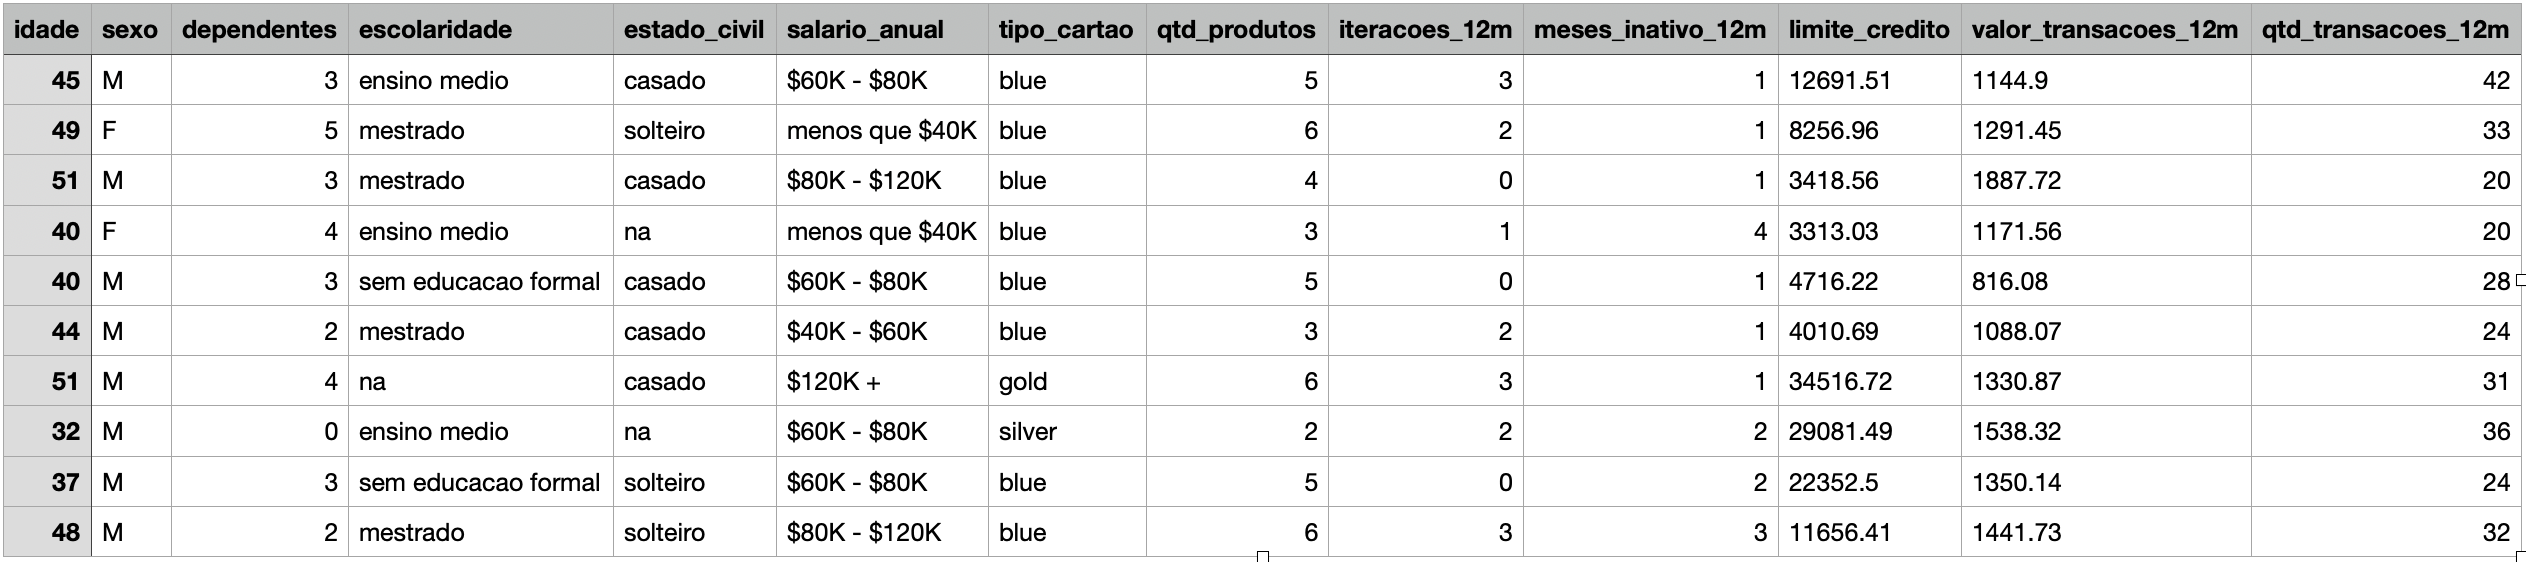 idade sexo dependentes escolaridade estado_civil salario_anual tipo_cartao qtd_produtos iteracoes_12m meses_inativo_12m limite_credito valor_transacoes_12m qtd_transacoes_12m
45 M 3 ensino medio casado $60K - $80K blue 5 3 1 12691.51 1144.9 42
49 F 5 mestrado solteiro menos que $40K blue 6 2 1 8256.96 1291.45 33
51 M 3 mestrado casado $80K - $120K blue 4 0 1 3418.56 1887.72 20
40 F 4 ensino medio na menos que $40K blue 3 1 4 3313.03 1171.56 20
40 M 3 sem educacao formal casado $60K - $80K blue 5 0 1 4716.22 816.08 28
44 M 2 mestrado casado $40K - $60K blue 3 2 1 4010.69 1088.07 24
51 M 4 na casado $120K + gold 6 3 1 34516.72 1330.87 31
32 M 0 ensino medio na $60K - $80K silver 2 2 2 29081.49 1538.32 36
37 M 3 sem educacao formal solteiro $60K - $80K blue 5 0 2 22352.5 1350.14 24
48 M 2 mestrado solteiro $80K - $120K blue 6 3 3 11656.41 1441.73 32